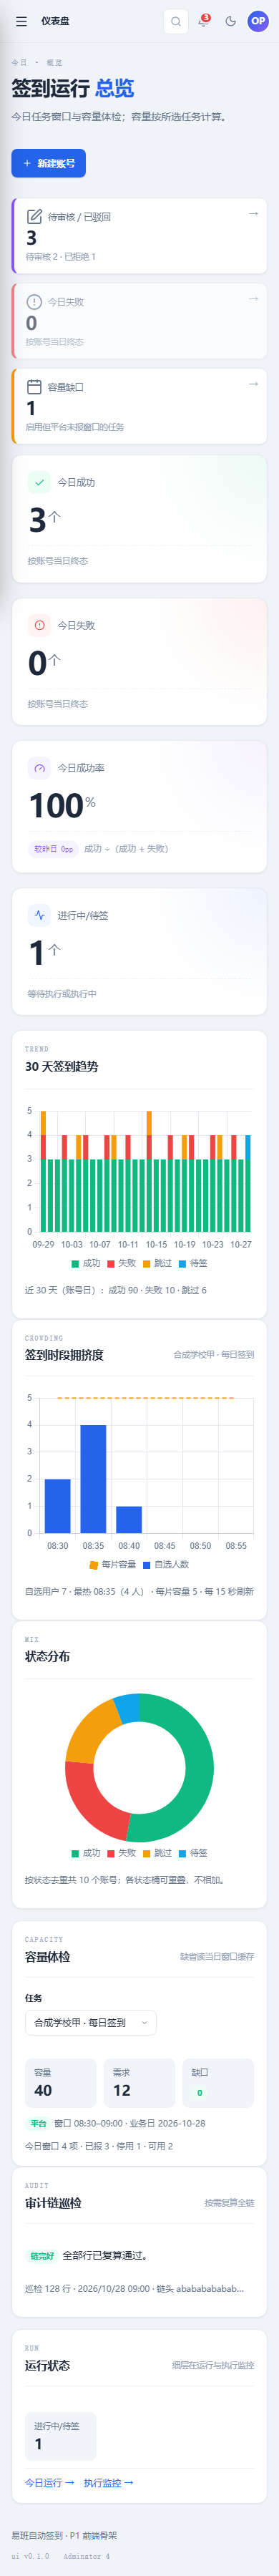 仪表盘
3
OP
今日 · 概览
签到运行 总览
今日任务窗口与容量体检；容量按所选任务计算。
+ 新建账号
待审核 / 已驳回 →
3
待审核 2 · 已拒绝 1
今日失败 →
0
按账号当日终态
容量缺口 →
1
启用但平台未报窗口的任务
今日成功
3个
按账号当日终态
今日失败
0个
按账号当日终态
今日成功率
100%
较昨日 0pp 成功 ÷（成功 + 失败）
进行中/待签
1个
等待执行或执行中
TREND
30 天签到趋势
5
4
3
2
1
0
09-29 10-03 10-07 10-11 10-15 10-19 10-23 10-27
成功 失败 跳过 待签
近 30 天（账号日）：成功 90 · 失败 10 · 跳过 6
CROWDING
签到时段拥挤度 合成学校甲 · 每日签到
5
4
3
2
1
0
08:30 08:35 08:40 08:45 08:50 08:55
每片容量 自选人数
自选用户 7 · 最热 08:35（4 人） · 每片容量 5 · 每 15 秒刷新
MIX
状态分布
成功 失败 跳过 待签
按状态去重共 10 个账号；各状态桶可重叠，不相加。
CAPACITY
容量体检 缺省读当日窗口缓存
任务
合成学校甲 · 每日签到
容量 需求 缺口
40 12 0
平台 窗口 08:30–09:00 · 业务日 2026-10-28
今日窗口 4 项 · 已报 3 · 停用 1 · 可用 2
AUDIT
审计链巡检 按需复算全链
链完好 全部行已复算通过。
巡检 128 行 · 2026/10/28 09:00 · 链头 ababababab…
RUN
运行状态 细层在运行与执行监控
进行中/待签
1
今日运行 → 执行监控 →
易班自动签到 · P1 前端骨架
ui v0.1.0 Adminator 4